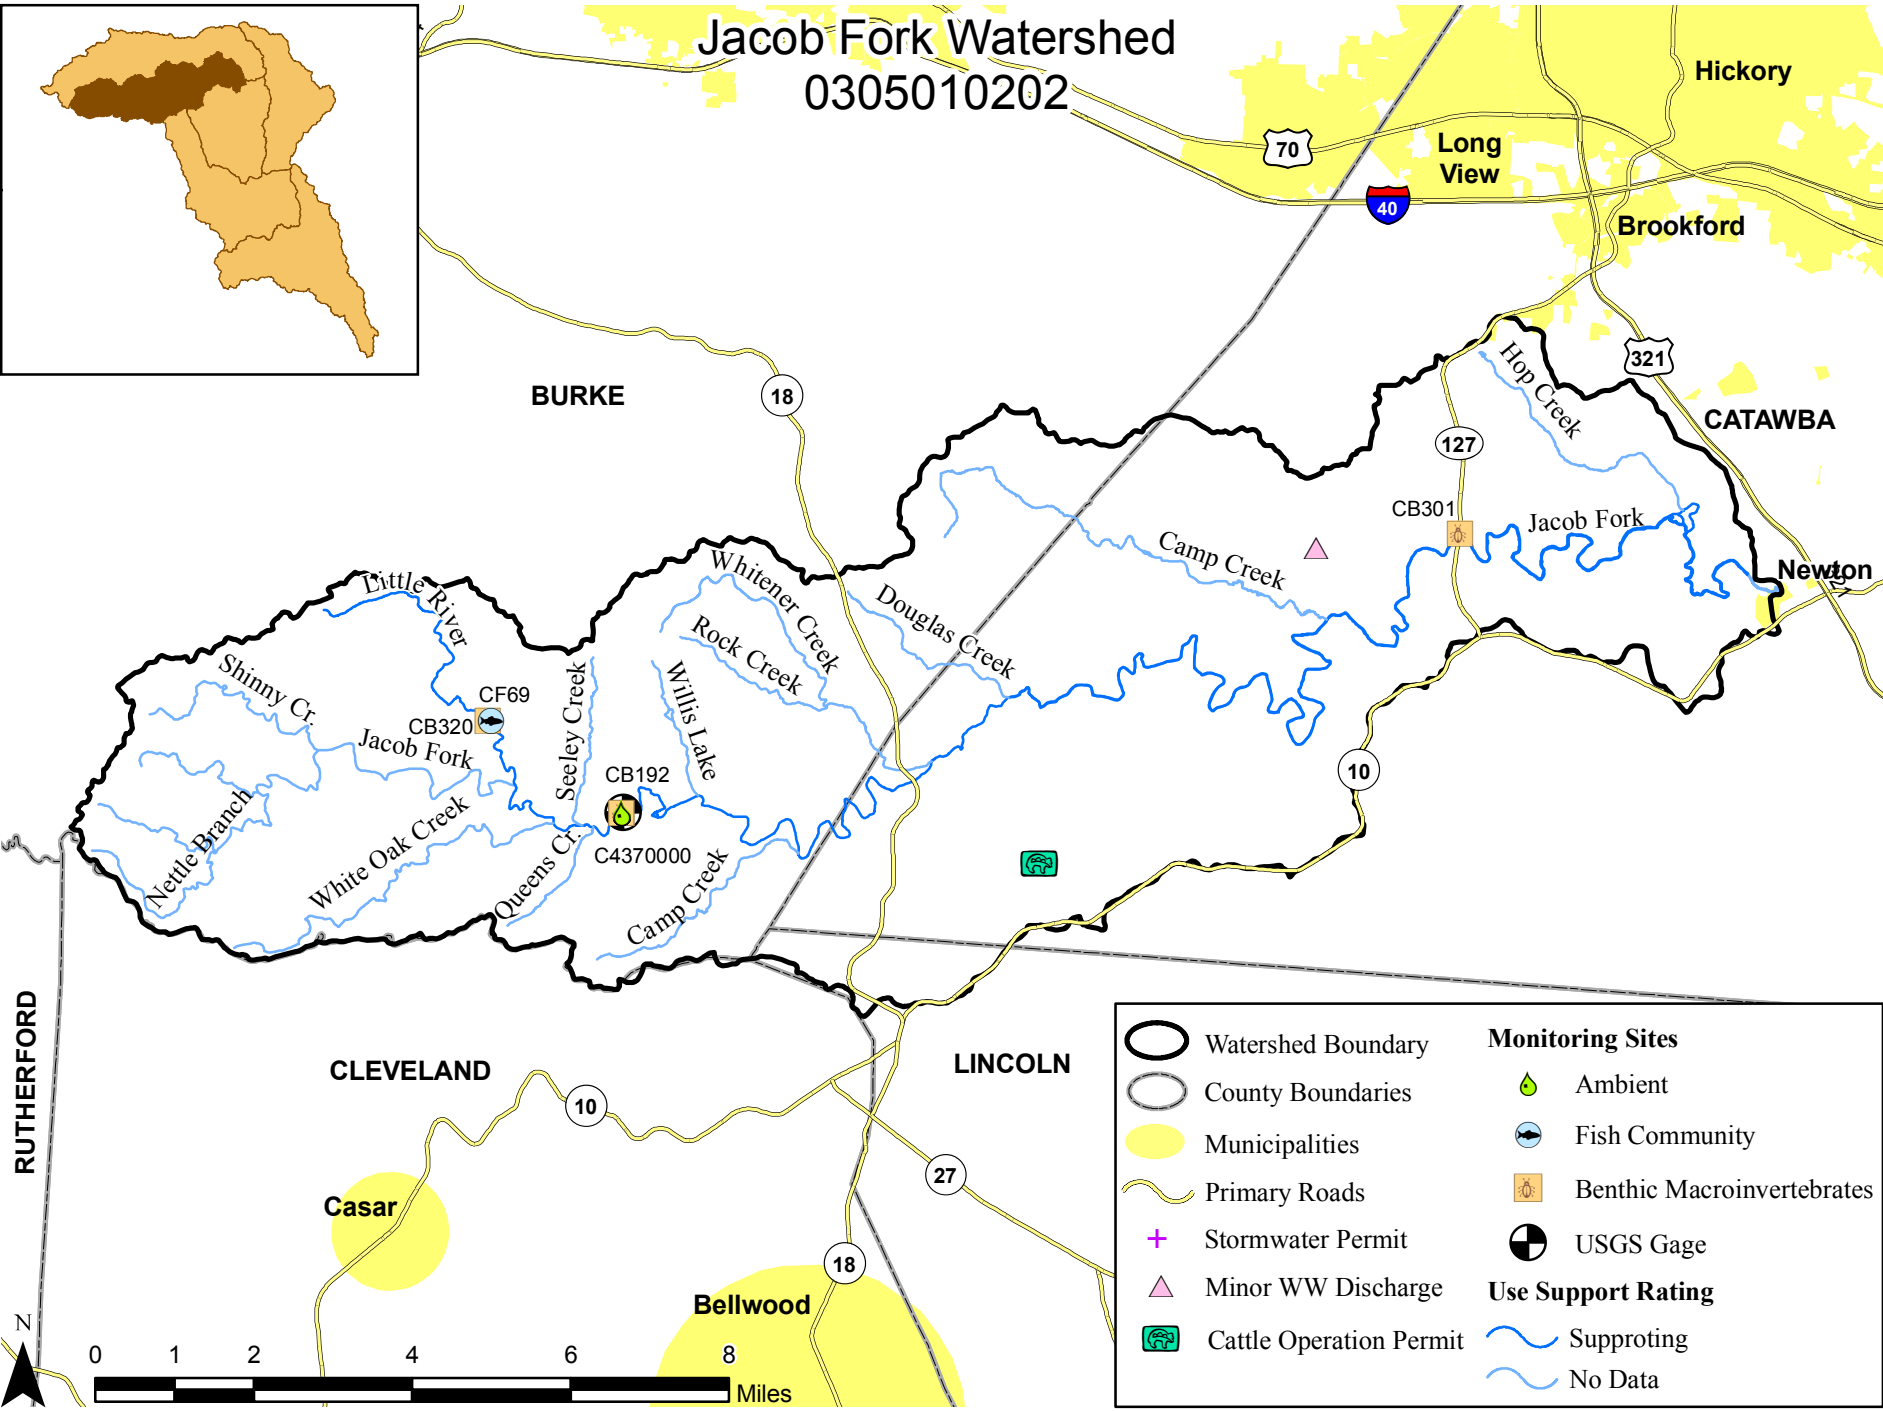 Jacob Fork Watershed
0305010202
Hickory
70
Long
View
40
Brookford
321
BURKE
18
CATAWBA
Hop Creek
127
CB301
Jacob Fork
Newton
321
Camp Creek
Little River
Whitener Creek
Douglas Creek
Rock Creek
Shinny Cr.
Seeley Creek
Willis Lake
CF69
CB320
Jacob Fork
CB192
10
Nettle Branch
White Oak Creek
Queens Cr.
C4370000
Camp Creek
RUTHERFORD
CLEVELAND
LINCOLN
10
27
Casar
18
Bellwood
N
0 1 2 4 6 8
Miles
Watershed Boundary
County Boundaries
Municipalities
Primary Roads
Stormwater Permit
Minor WW Discharge
Cattle Operation Permit
Monitoring Sites
Ambient
Fish Community
Benthic Macroinvertebrates
USGS Gage
Use Support Rating
Supproting
No Data